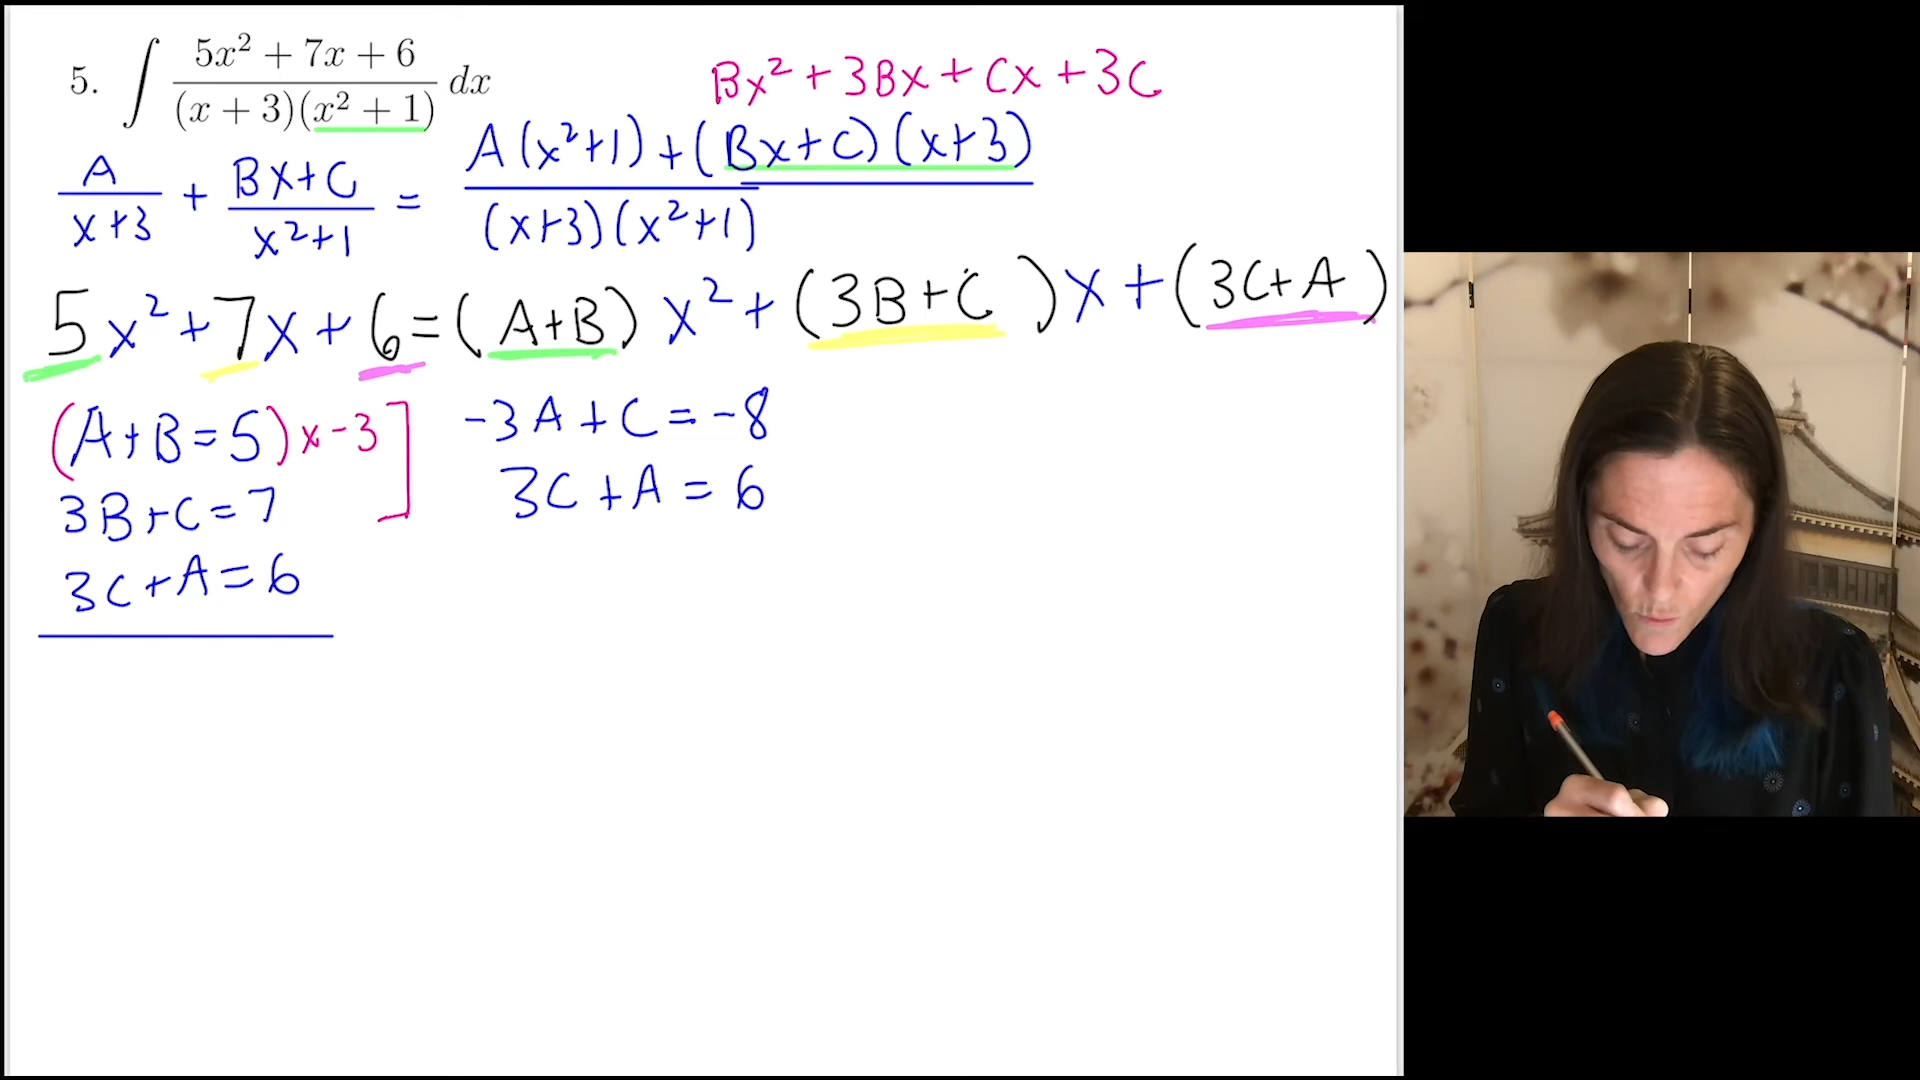 5. ∫ (5x² + 7x + 6) / ((x + 3)(x² + 1)) dx
Bx² + 3Bx + Cx + 3C
A/(x+3) + (Bx+C)/(x²+1) = (A(x²+1) + (Bx+C)(x+3)) / ((x+3)(x²+1))
5x² + 7x + 6 = (A+B) x² + (3B+C)x + (3C+A)
(A+B=5)x-3]
3B+C=7
3C+A=6
-3A+C=-8
3C+A=6